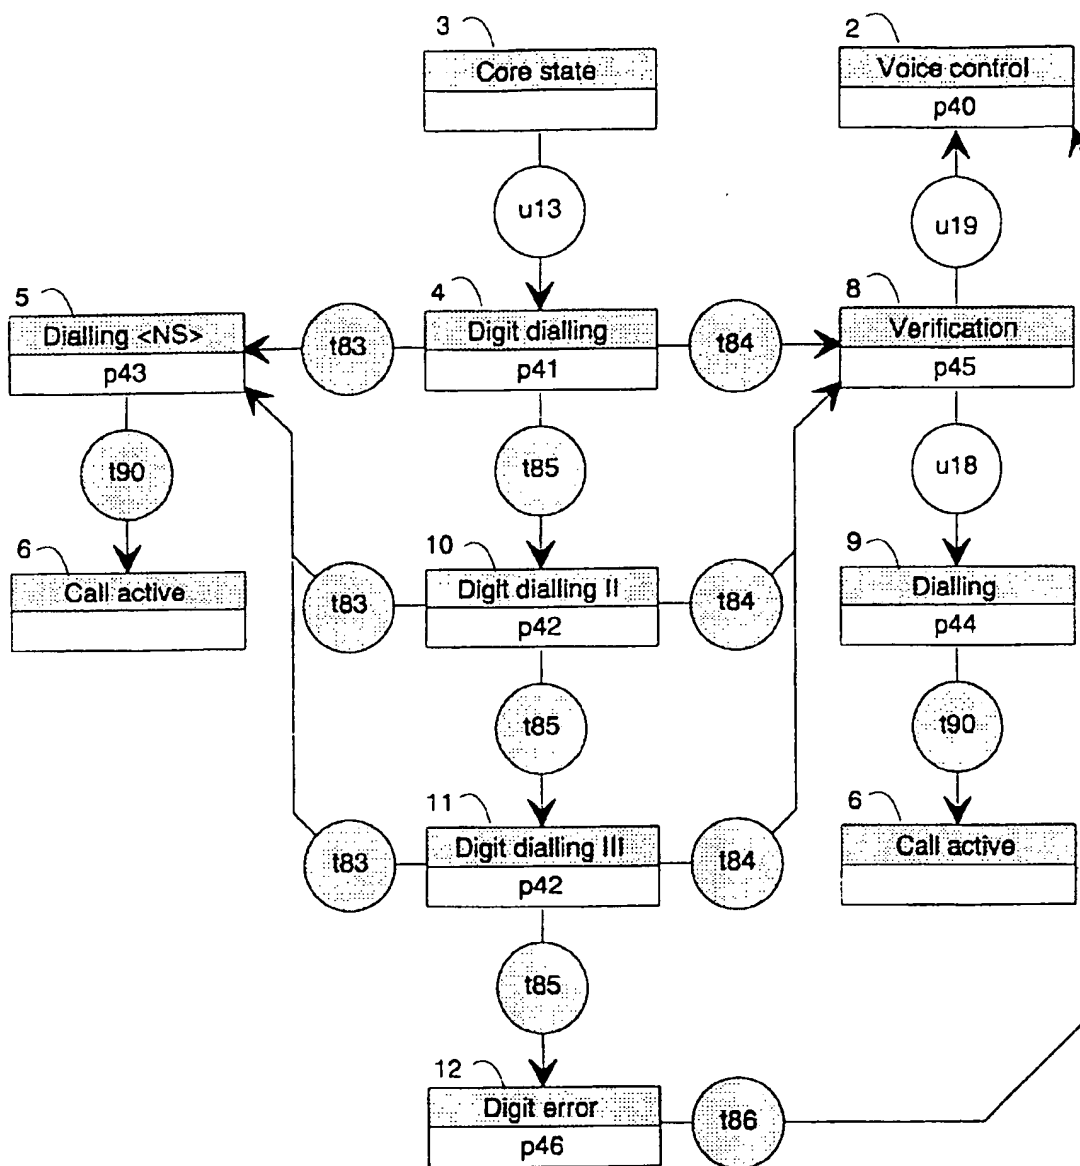 3
Core state
2
Voice control
p40
u13
u19
5
Dialling <NS>
p43
t83
4
Digit dialling
p41
t84
8
Verification
p45
t90
t85
u18
6
Call active
t83
10
Digit dialling II
p42
t84
9
Dialling
p44
t85
t90
t83
11
Digit dialling III
p42
t84
6
Call active
t85
12
Digit error
p46
t86